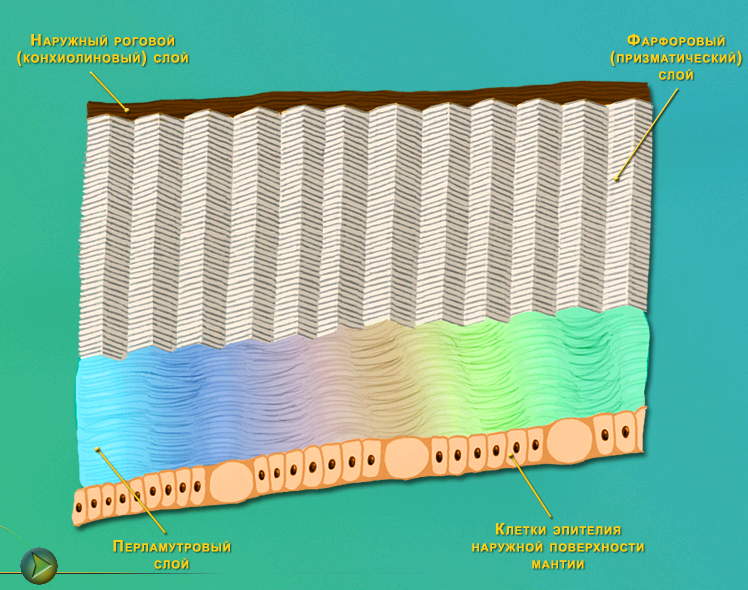 Наружный роговой
(конхиолиновый) слой
Фарфоровый
(призматический)
слой
Перламутровый
слой
Клетки эпителия
наружной поверхности
мантии